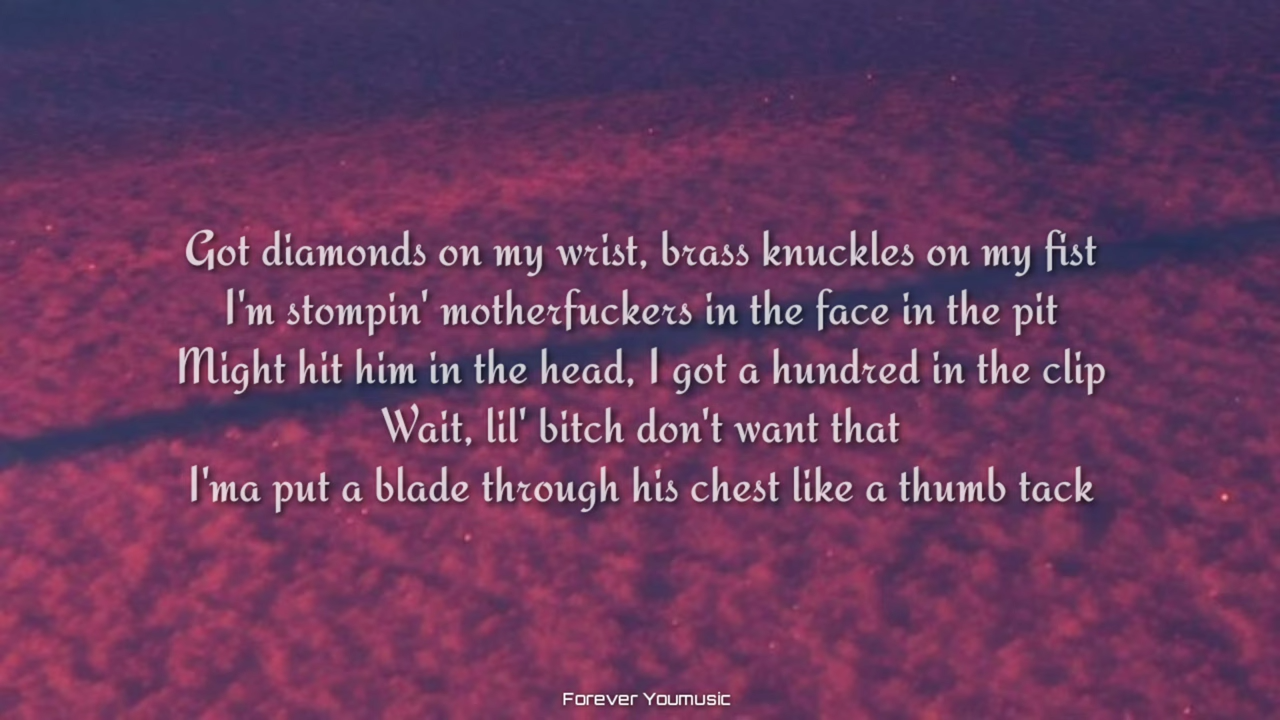 Got diamonds on my wrist, brass knuckles on my fist
I'm stompin' motherfuckers in the face in the pit
Might hit him in the head, I got a hundred in the clip
Wait, lil' bitch don't want that
I'ma put a blade through his chest like a thumb tack
Forever Youmusic